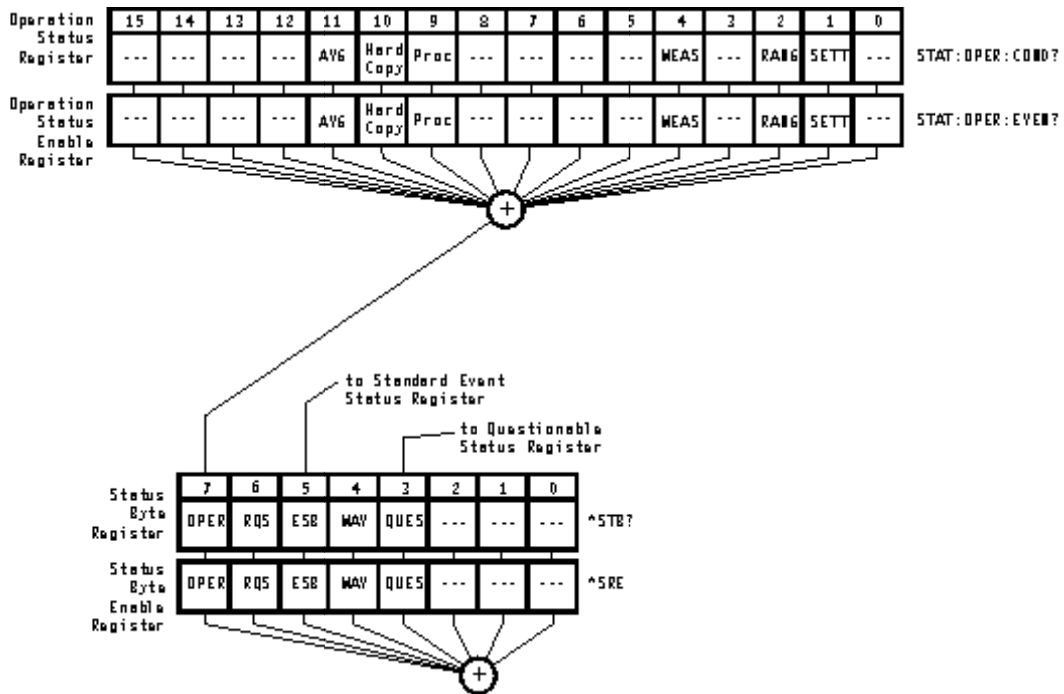 Operation Status Register
15 14 13 12 11 10 9 8 7 6 5 4 3 2 1 0
--- --- --- --- AVG Hard Copy Proc --- --- --- --- MEAS --- RANG SETT ---
STAT:OPER:COND?
Operation Status Enable Register
--- --- --- --- AVG Hard Copy Proc --- --- --- --- MEAS --- RANG SETT ---
STAT:OPER:EVEN?
+
to Standard Event
Status Register
to Questionable
Status Register
Status Byte Register
7 6 5 4 3 2 1 0
OPER RQS ESB MAV QUES --- --- ---
*STB?
Status Byte Enable Register
OPER RQS ESB MAV QUES --- --- ---
*SRE
+